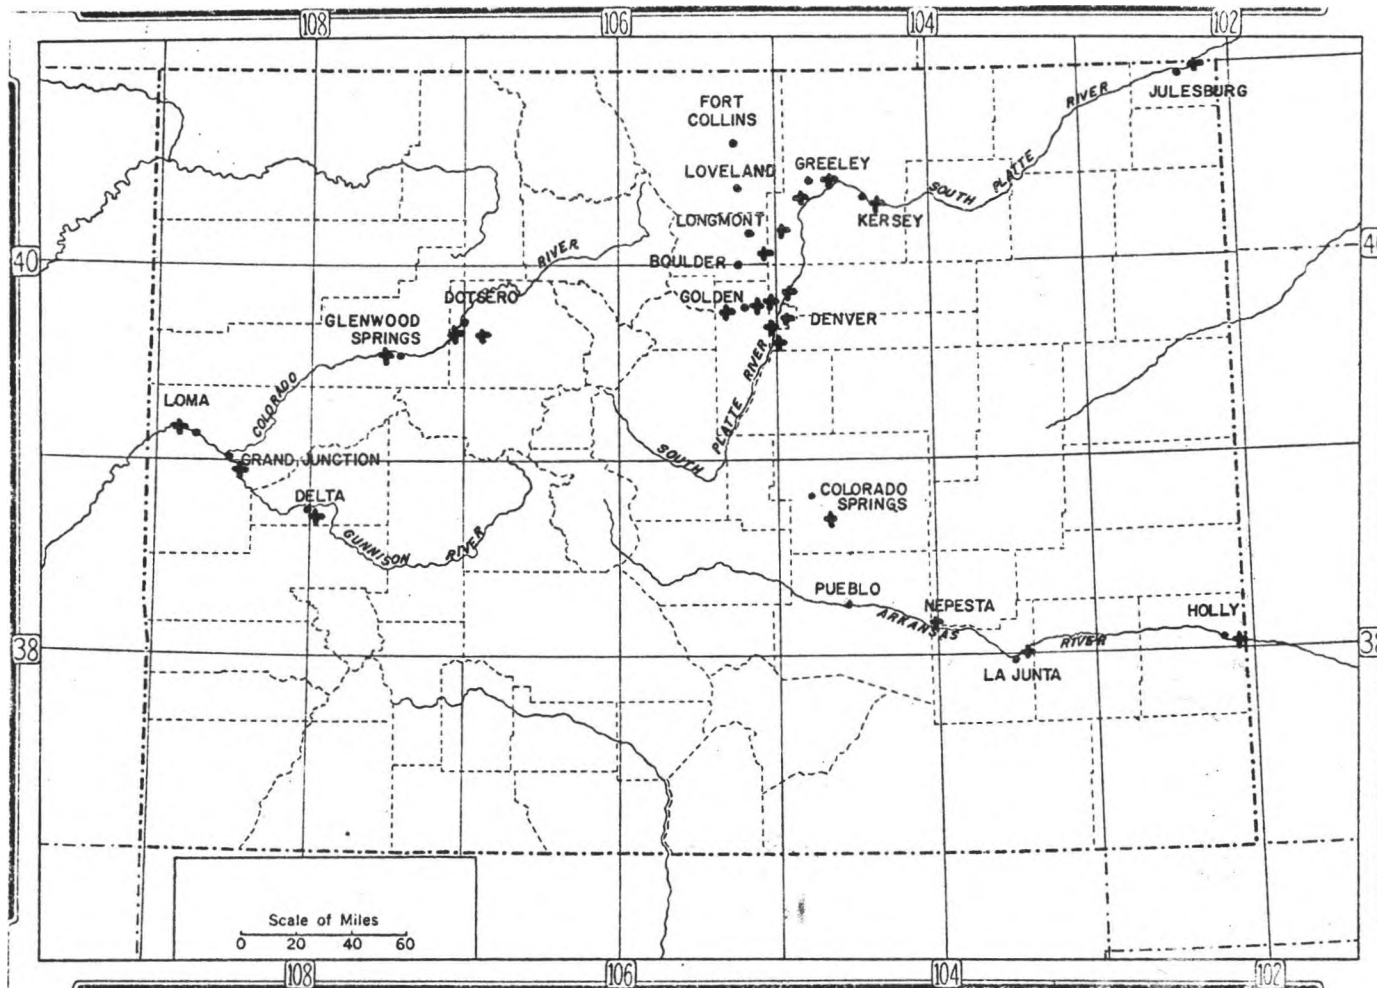 108
106
104
102
FORT
COLLINS
RIVER
JULESBURG
LOVELAND
GREELEY
SOUTH
PLATTE
LONGMONT
KERSEY
40
RIVER
BOULDER
40
DOTSERO
GOLDEN
GLENWOOD
SPRINGS
DENVER
RIVER
COLORADO
LOMA
PLATTE
SOUTH
GRAND JUNCTION
DELTA
COLORADO
SPRINGS
GUNNISON
RIVER
PUEBLO
NEPESTA
HOLLY
ARKANSAS
RIVER
38
38
LA JUNTA
Scale of Miles
0 20 40 60
108
106
104
102